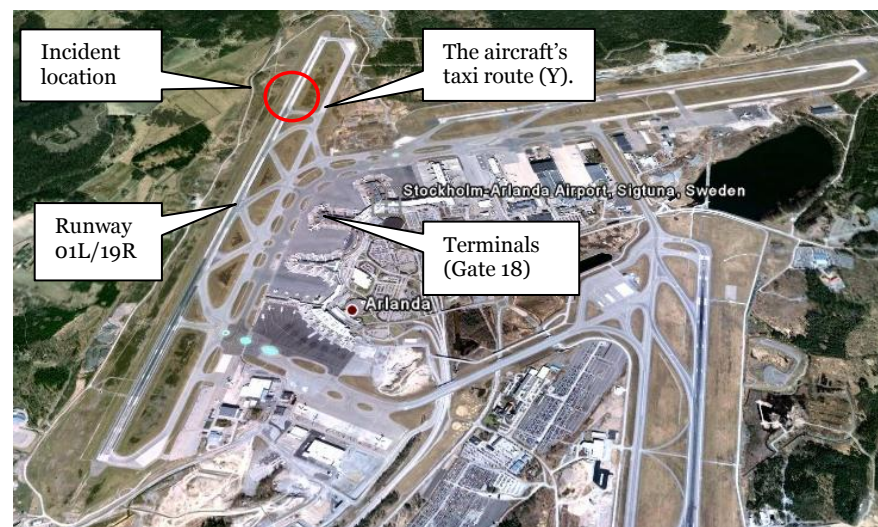 Incident
location
The aircraft's
taxi route (Y).
Stockholm-Arlanda Airport, Sigtuna, Sweden
Runway
01L/19R
Terminals
(Gate 18)
Arlanda